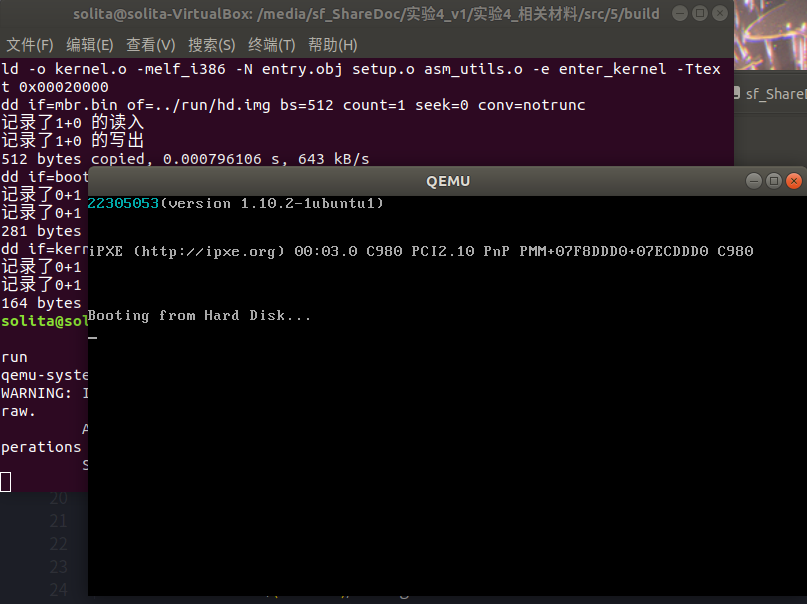 solita@solita-VirtualBox: /media/sf_ShareDoc/实验4_v1/实验4_相关材料/src/5/build
文件(F) 编辑(E) 查看(V) 搜索(S) 终端(T) 帮助(H)
ld -o kernel.o -melf_i386 -N entry.obj setup.o asm_utils.o -e enter_kernel -Ttex
t 0x00020000
dd if=mbr.bin of=../run/hd.img bs=512 count=1 seek=0 conv=notrunc
记录了1+0 的读入
记录了1+0 的写出
512 bytes copied, 0.000796106 s, 643 kB/s
dd if=boot
记录了0+1
记录了0+1
281 bytes
dd if=kern
记录了0+1
记录了0+1
164 bytes
solita@sol
run
qemu-syste
WARNING: I
raw.
A
perations
S
sf_ShareD
QEMU
22305053(version 1.10.2-1ubuntu1)
iPXE (http://ipxe.org) 00:03.0 C980 PCI2.10 PnP PMM+07F8DDD0+07ECDDD0 C980
Booting from Hard Disk...
20
21
22
23
24